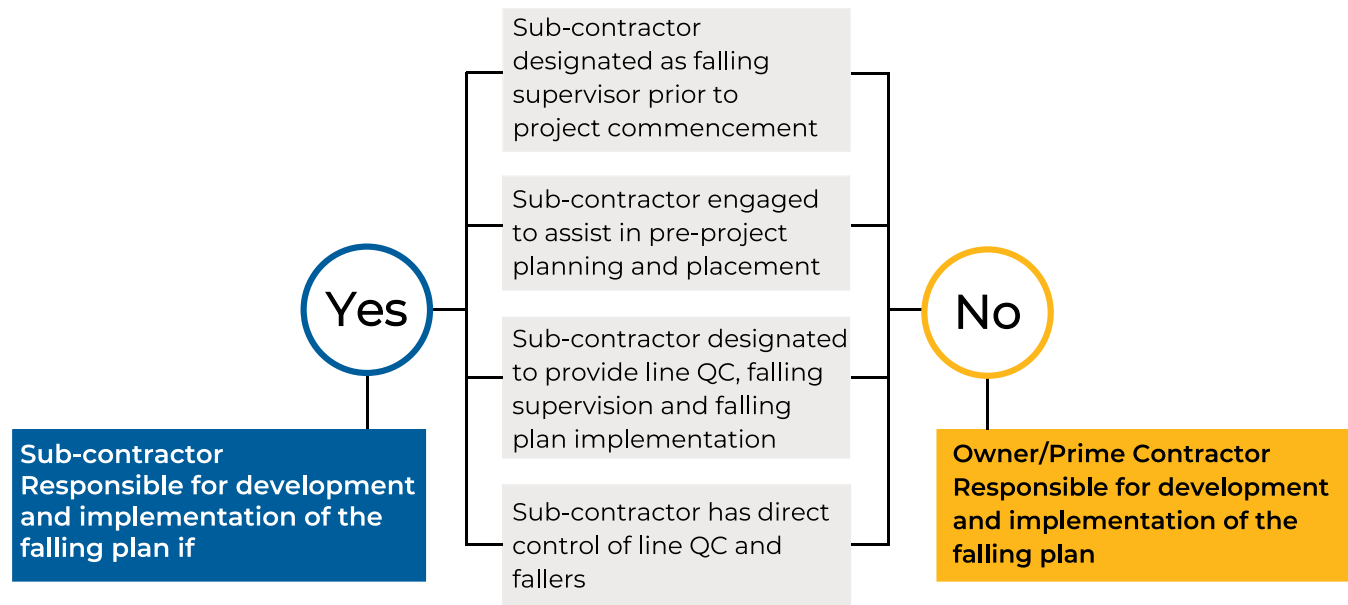 Sub-contractor
designated as falling
supervisor prior to
project commencement
Sub-contractor engaged
to assist in pre-project
planning and placement
Yes
No
Sub-contractor designated
to provide line QC, falling
supervision and falling
plan implementation
Sub-contractor
Responsible for development
and implementation of the
falling plan if
Owner/Prime Contractor
Responsible for development
and implementation of the
falling plan
Sub-contractor has direct
control of line QC and
fallers